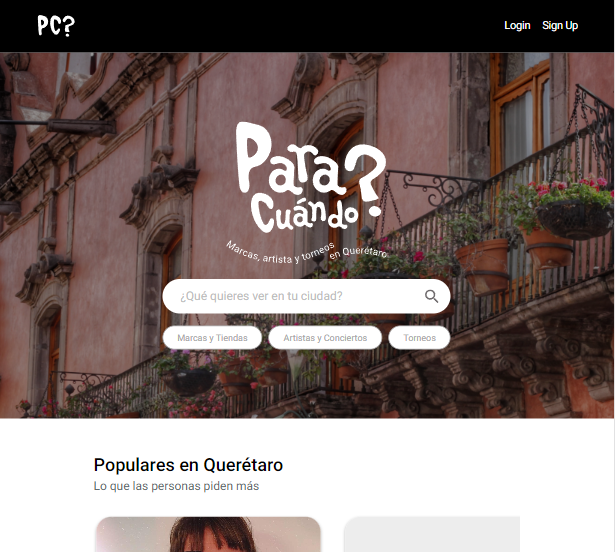 PC?
Login Sign Up
Para
Cuándo?
Marcas, artista y torneos en Querétaro
¿Qué quieres ver en tu ciudad?
Marcas y Tiendas Artistas y Conciertos Torneos
Populares en Querétaro
Lo que las personas piden más